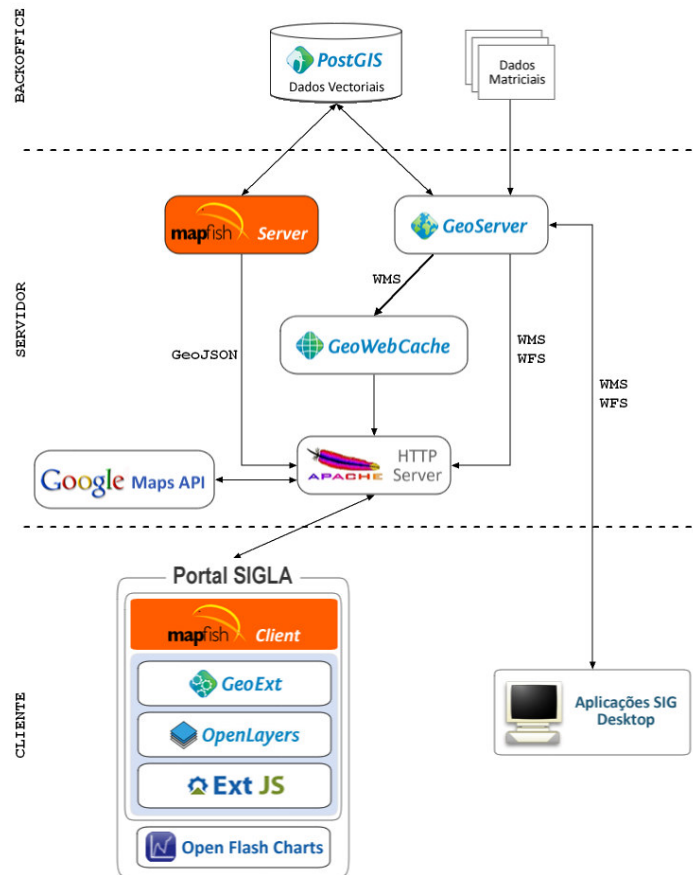 BACKOFFICE
PostGIS
Dados Vectoriais
Dados
Matriciais
SERVIDOR
mapfish Server
GeoServer
WMS
GeoWebCache
GeoJSON
WMS
WFS
WMS
WFS
Google Maps API
APACHE
HTTP
Server
CLIENTE
Portal SIGLA
mapfish Client
GeoExt
OpenLayers
Ext JS
Open Flash Charts
Aplicações SIG
Desktop